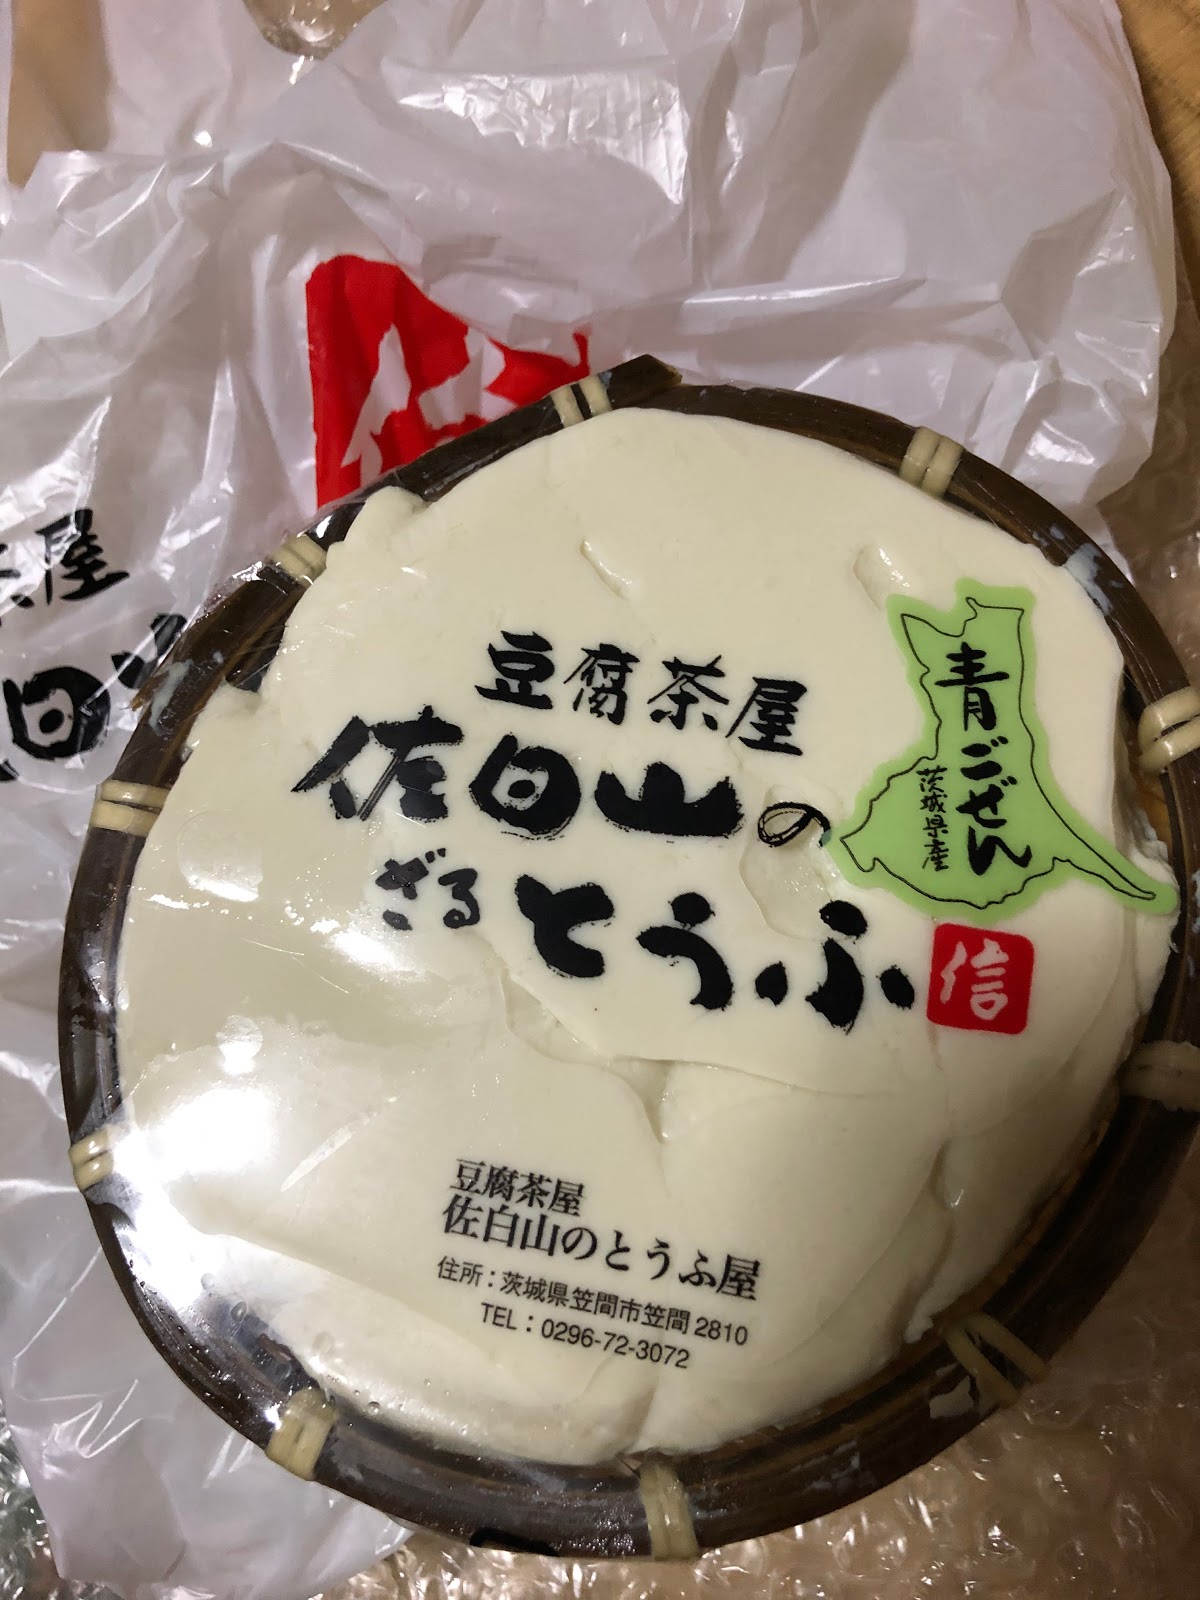 豆腐茶屋
佐白山の
ざるとうふ
信
青ごぜん
茨城県産
豆腐茶屋
佐白山のとうふ屋
住所：茨城県笠間市笠間 2810
TEL：0296-72-3072
屋
白